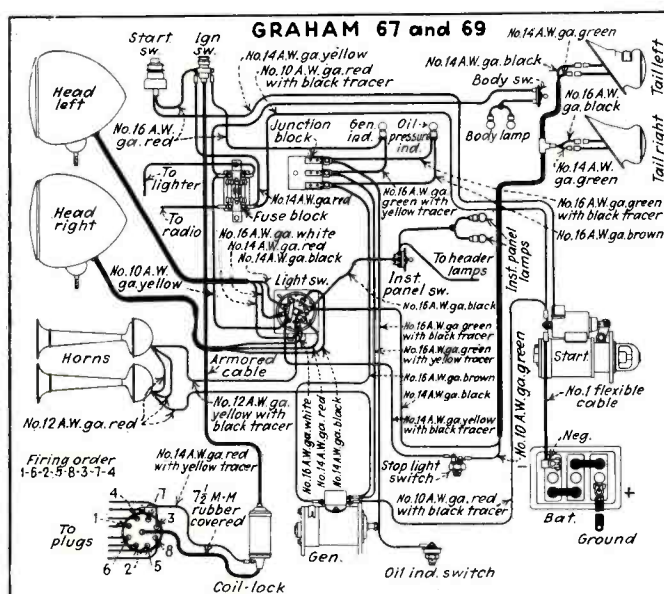 GRAHAM 67 and 69
Start
sw.
Ign
sw.
No.14 A.W. ga. yellow
No.10 A.W. ga. red
with black tracer
No.14 A.W. ga. green
No.14 A.W. ga. black
Body sw.
Tail left
Head
left
No.16 A.W.
ga. red
Junction
block
Gen.
ind.
Oil
pressure
ind.
Body lamp
No.16 A.W.
ga. black
Tail right
To
lighter
No.14 A.W.
ga. green
To
radio
No.14 A.W. ga. red
Fuse block
No.16 A.W. ga.
green with
yellow tracer
No.16 A.W. ga. green
with black tracer
No.16 A.W. ga. brown
Head
right
No.16 A.W. ga. white
No.14 A.W. ga. red
No.14 A.W. ga. black
No.10 A.W.
ga. yellow
Light sw.
Inst.
panel sw.
To header
lamps
Inst. panel
lamps
No.16 A.W. ga. black
No.16 A.W. ga. green
with black tracer
No.16 A.W. ga. green
with yellow tracer
Start.
Horns
Armored
cable
No.16 A.W. ga. brown
No.14 A.W. ga. black
No.1 flexible
cable
No.12 A.W. ga. red
No.12 A.W. ga.
yellow with
black tracer
No.16 A.W. ga. white
No.14 A.W. ga. red
No.14 A.W. ga. black
No.14 A.W. ga. yellow
with black tracer
No.10 A.W. ga. green
Neg.
Firing order
1-6-2-5-8-3-7-4
No.14 A.W. ga. red
with yellow tracer
Stop light
switch
+
4
7
7½ M-M
rubber
covered
No.10 A.W. ga. red
with black tracer
Bat.
1
3
To
plugs
Ground
6
8
2
5
Gen.
Coil-lock
Oil ind. switch